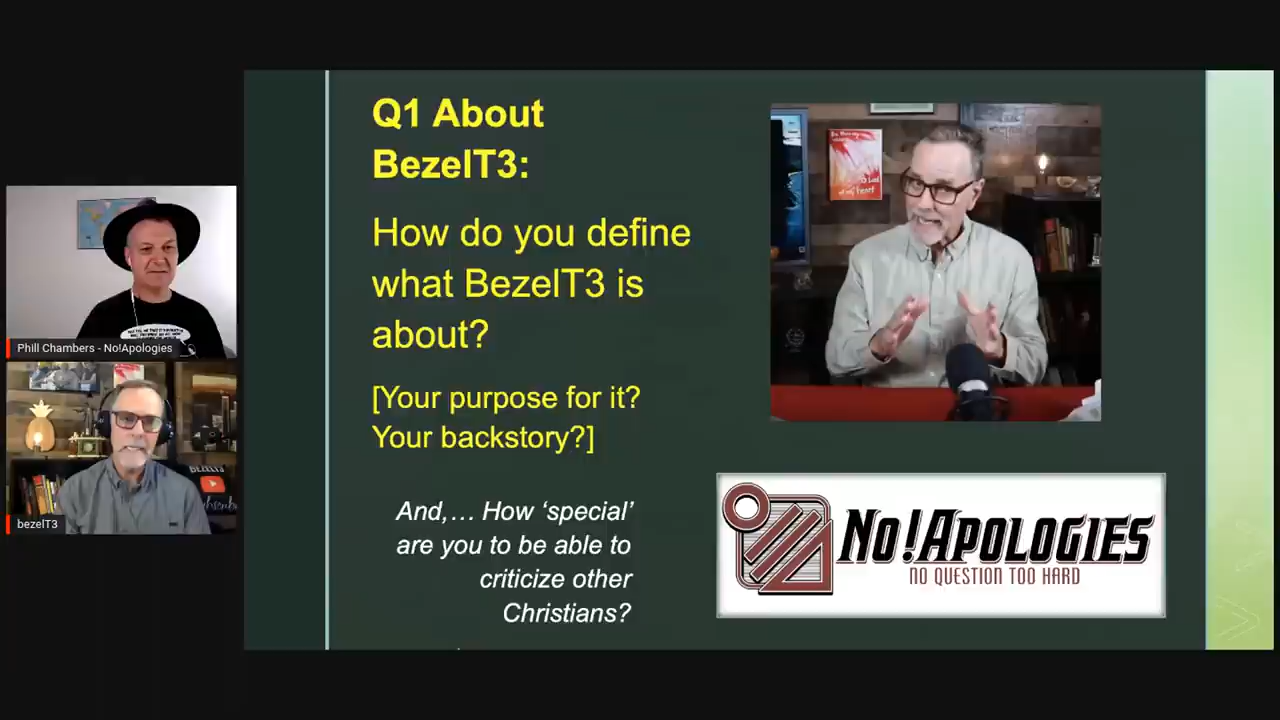 Q1 About
BezelT3:
How do you define
what BezelT3 is
about?
[Your purpose for it?
Your backstory?]
And,… How ‘special’
are you to be able to
criticize other
Christians?
No!Apologies
NO QUESTION TOO HARD
Phill Chambers - No!Apologies
bezelT3
BEZELT3